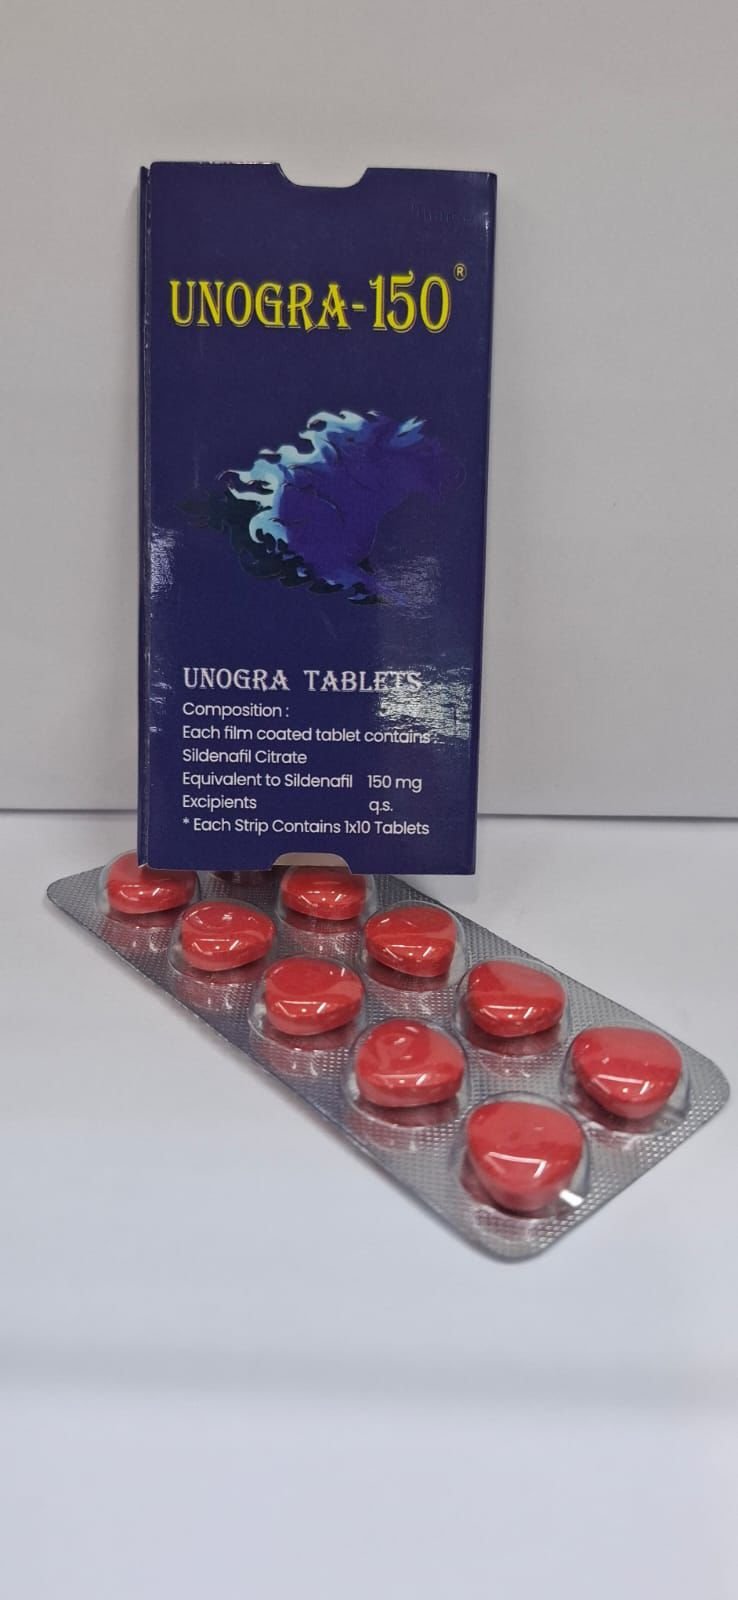 UNOGRA-150®
UNOGRA TABLETS
Composition :
Each film coated tablet contains :
Sildenafil Citrate
Equivalent to Sildenafil 150 mg
Excipients q.s.
* Each Strip Contains 1x10 Tablets